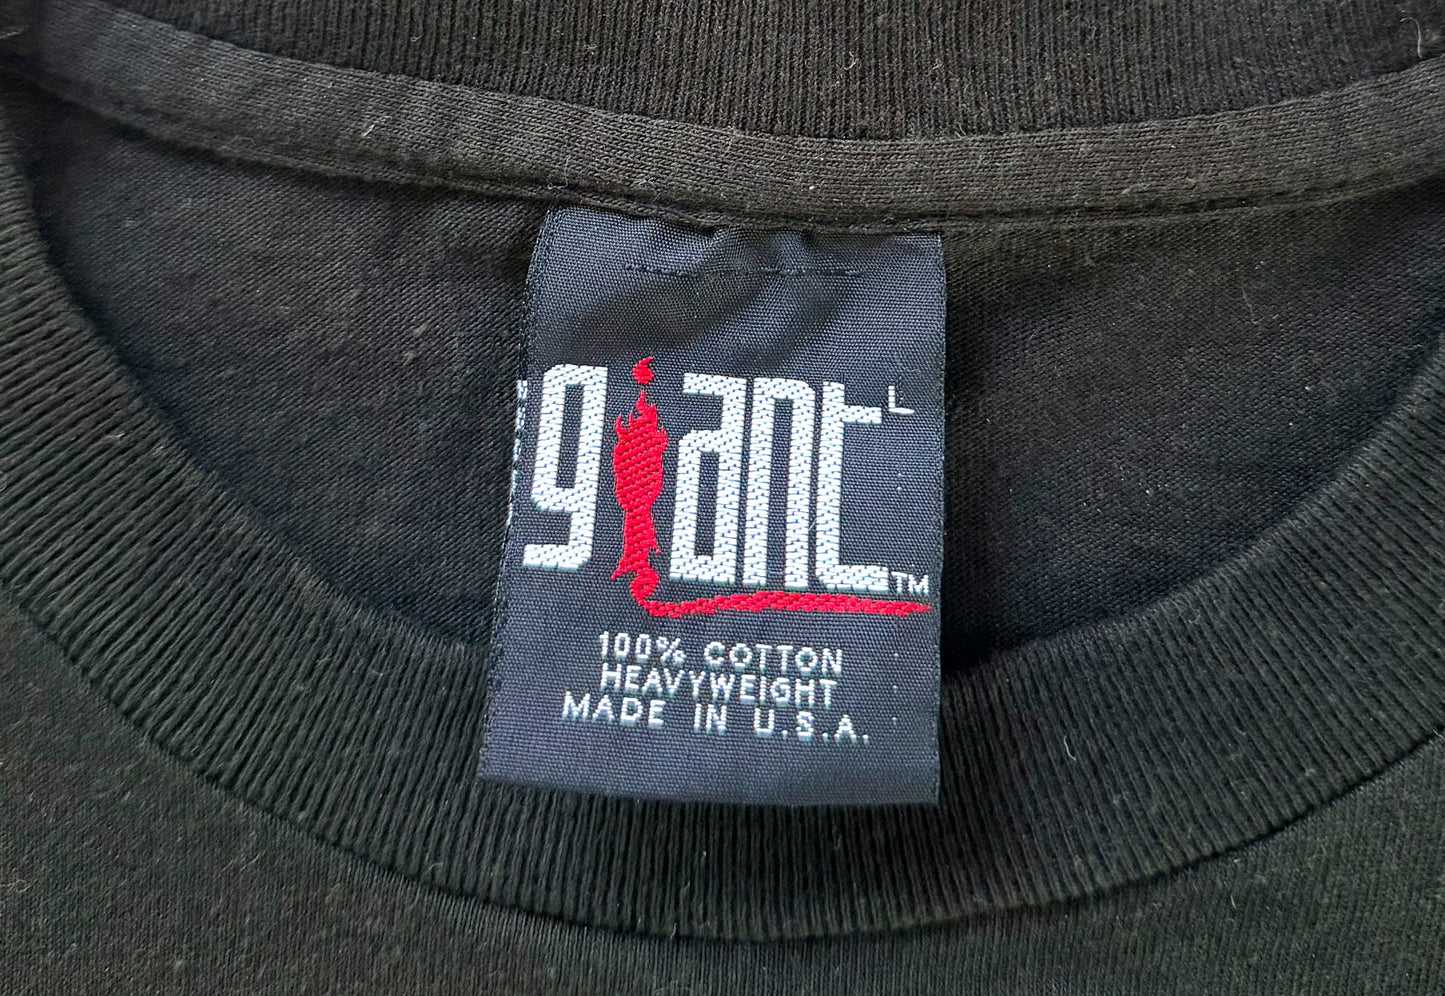 giant L
TM
100% COTTON
HEAVYWEIGHT
MADE IN U.S.A.